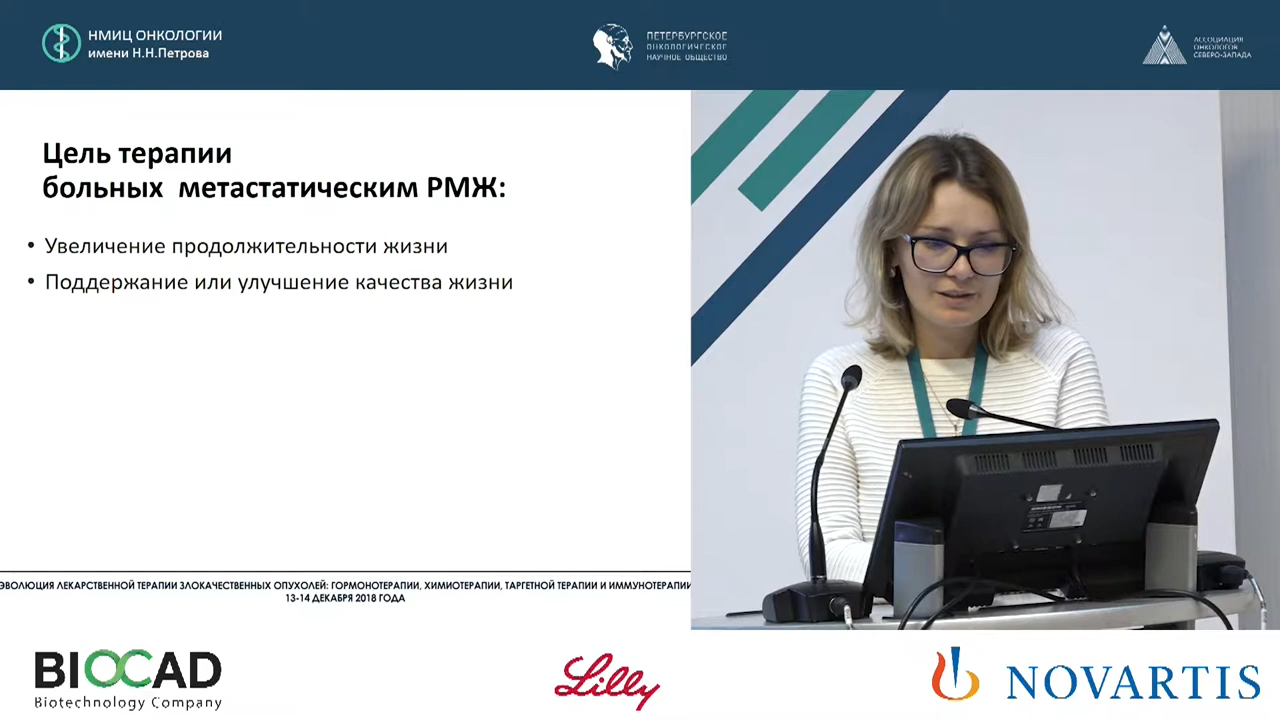 НМИЦ ОНКОЛОГИИ
имени Н.Н.Петрова
ПЕТЕРБУРГСКОЕ
ОНКОЛОГИЧЕСКОЕ
НАУЧНОЕ ОБЩЕСТВО
АССОЦИАЦИЯ
ОНКОЛОГОВ
СЕВЕРО-ЗАПАДА
Цель терапии
больных метастатическим РМЖ:
• Увеличение продолжительности жизни
• Поддержание или улучшение качества жизни
ЭВОЛЮЦИЯ ЛЕКАРСТВЕННОЙ ТЕРАПИИ ЗЛОКАЧЕСТВЕННЫХ ОПУХОЛЕЙ: ГОРМОНОТЕРАПИИ, ХИМИОТЕРАПИИ, ТАРГЕТНОЙ ТЕРАПИИ И ИММУНОТЕРАПИИ
13-14 ДЕКАБРЯ 2018 ГОДА
BIOCAD
Biotechnology Company
Lilly
NOVARTIS